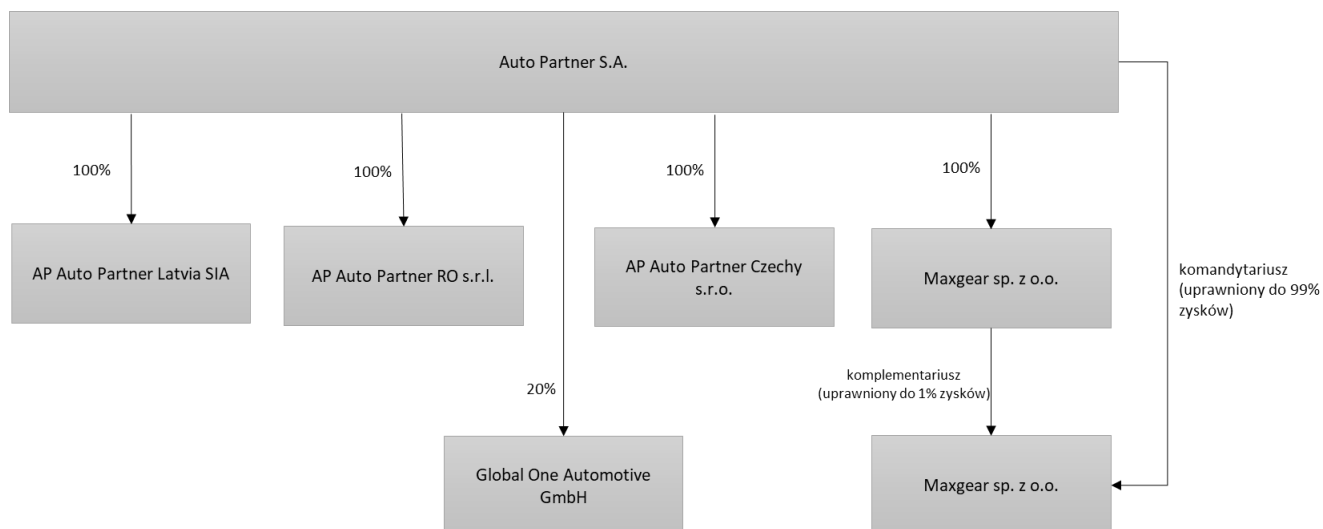 Auto Partner S.A.
100%
100%
100%
100%
AP Auto Partner Latvia SIA
AP Auto Partner RO s.r.l.
AP Auto Partner Czechy
s.r.o.
Maxgear sp. z o.o.
komandytariusz
(uprawniony do 99%
zysków)
20%
komplementariusz
(uprawniony do 1% zysków)
Global One Automotive
GmbH
Maxgear sp. z o.o.